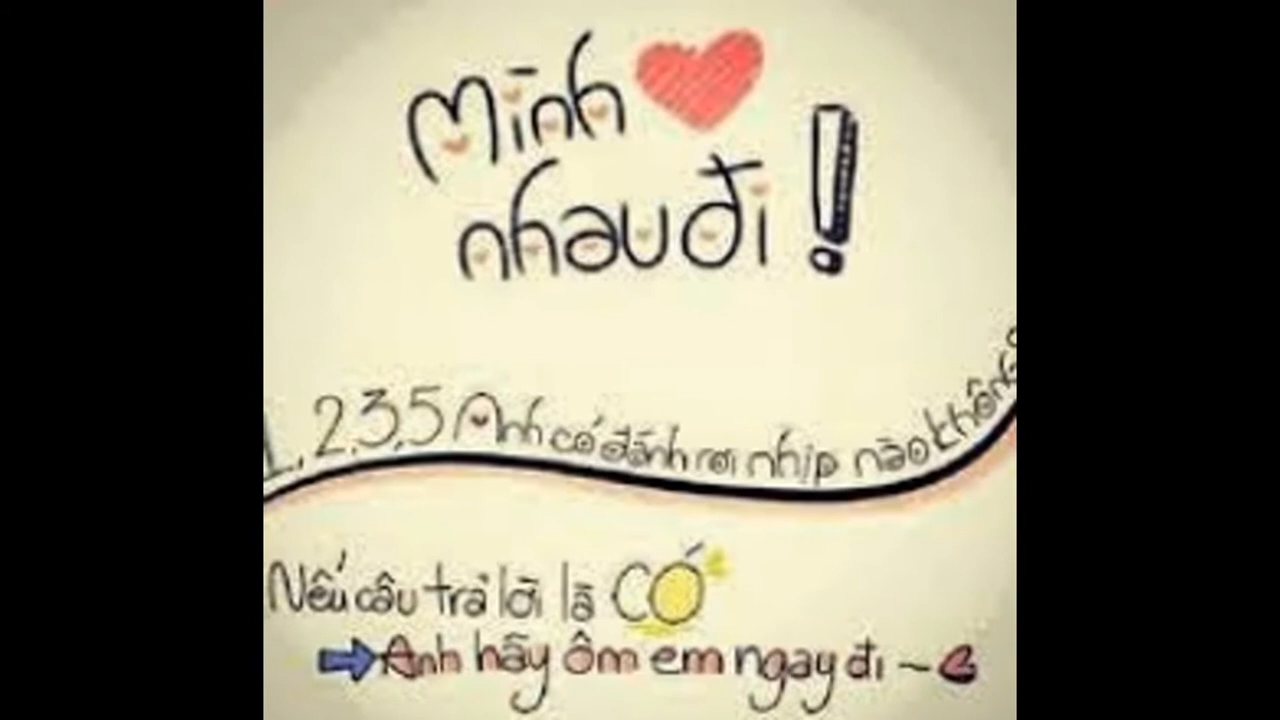 Mình ❤
nhau đi!
1, 2, 3, 5 Anh có đánh rơi nhịp nào không?
Nếu câu trả lời là CÓ
Anh hãy ôm em ngay đi ~